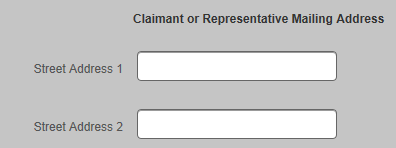 Claimant or Representative Mailing Address
Street Address 1
Street Address 2